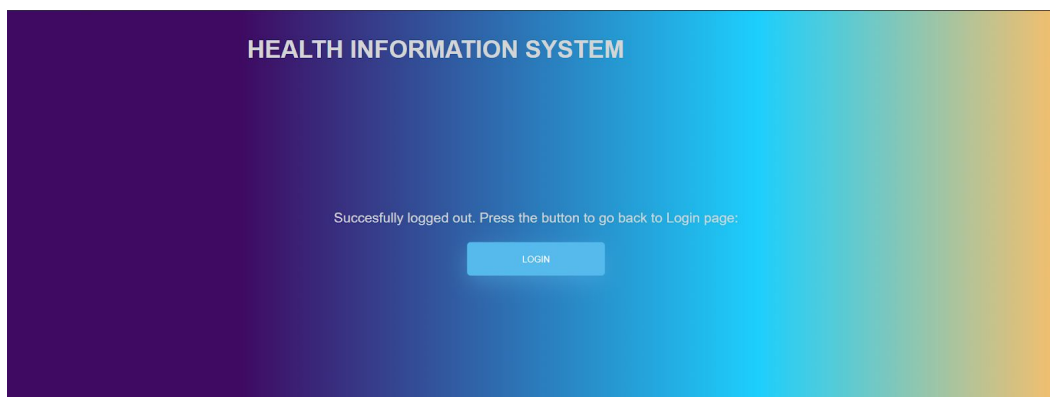 HEALTH INFORMATION SYSTEM
Succesfully logged out. Press the button to go back to Login page:
LOGIN